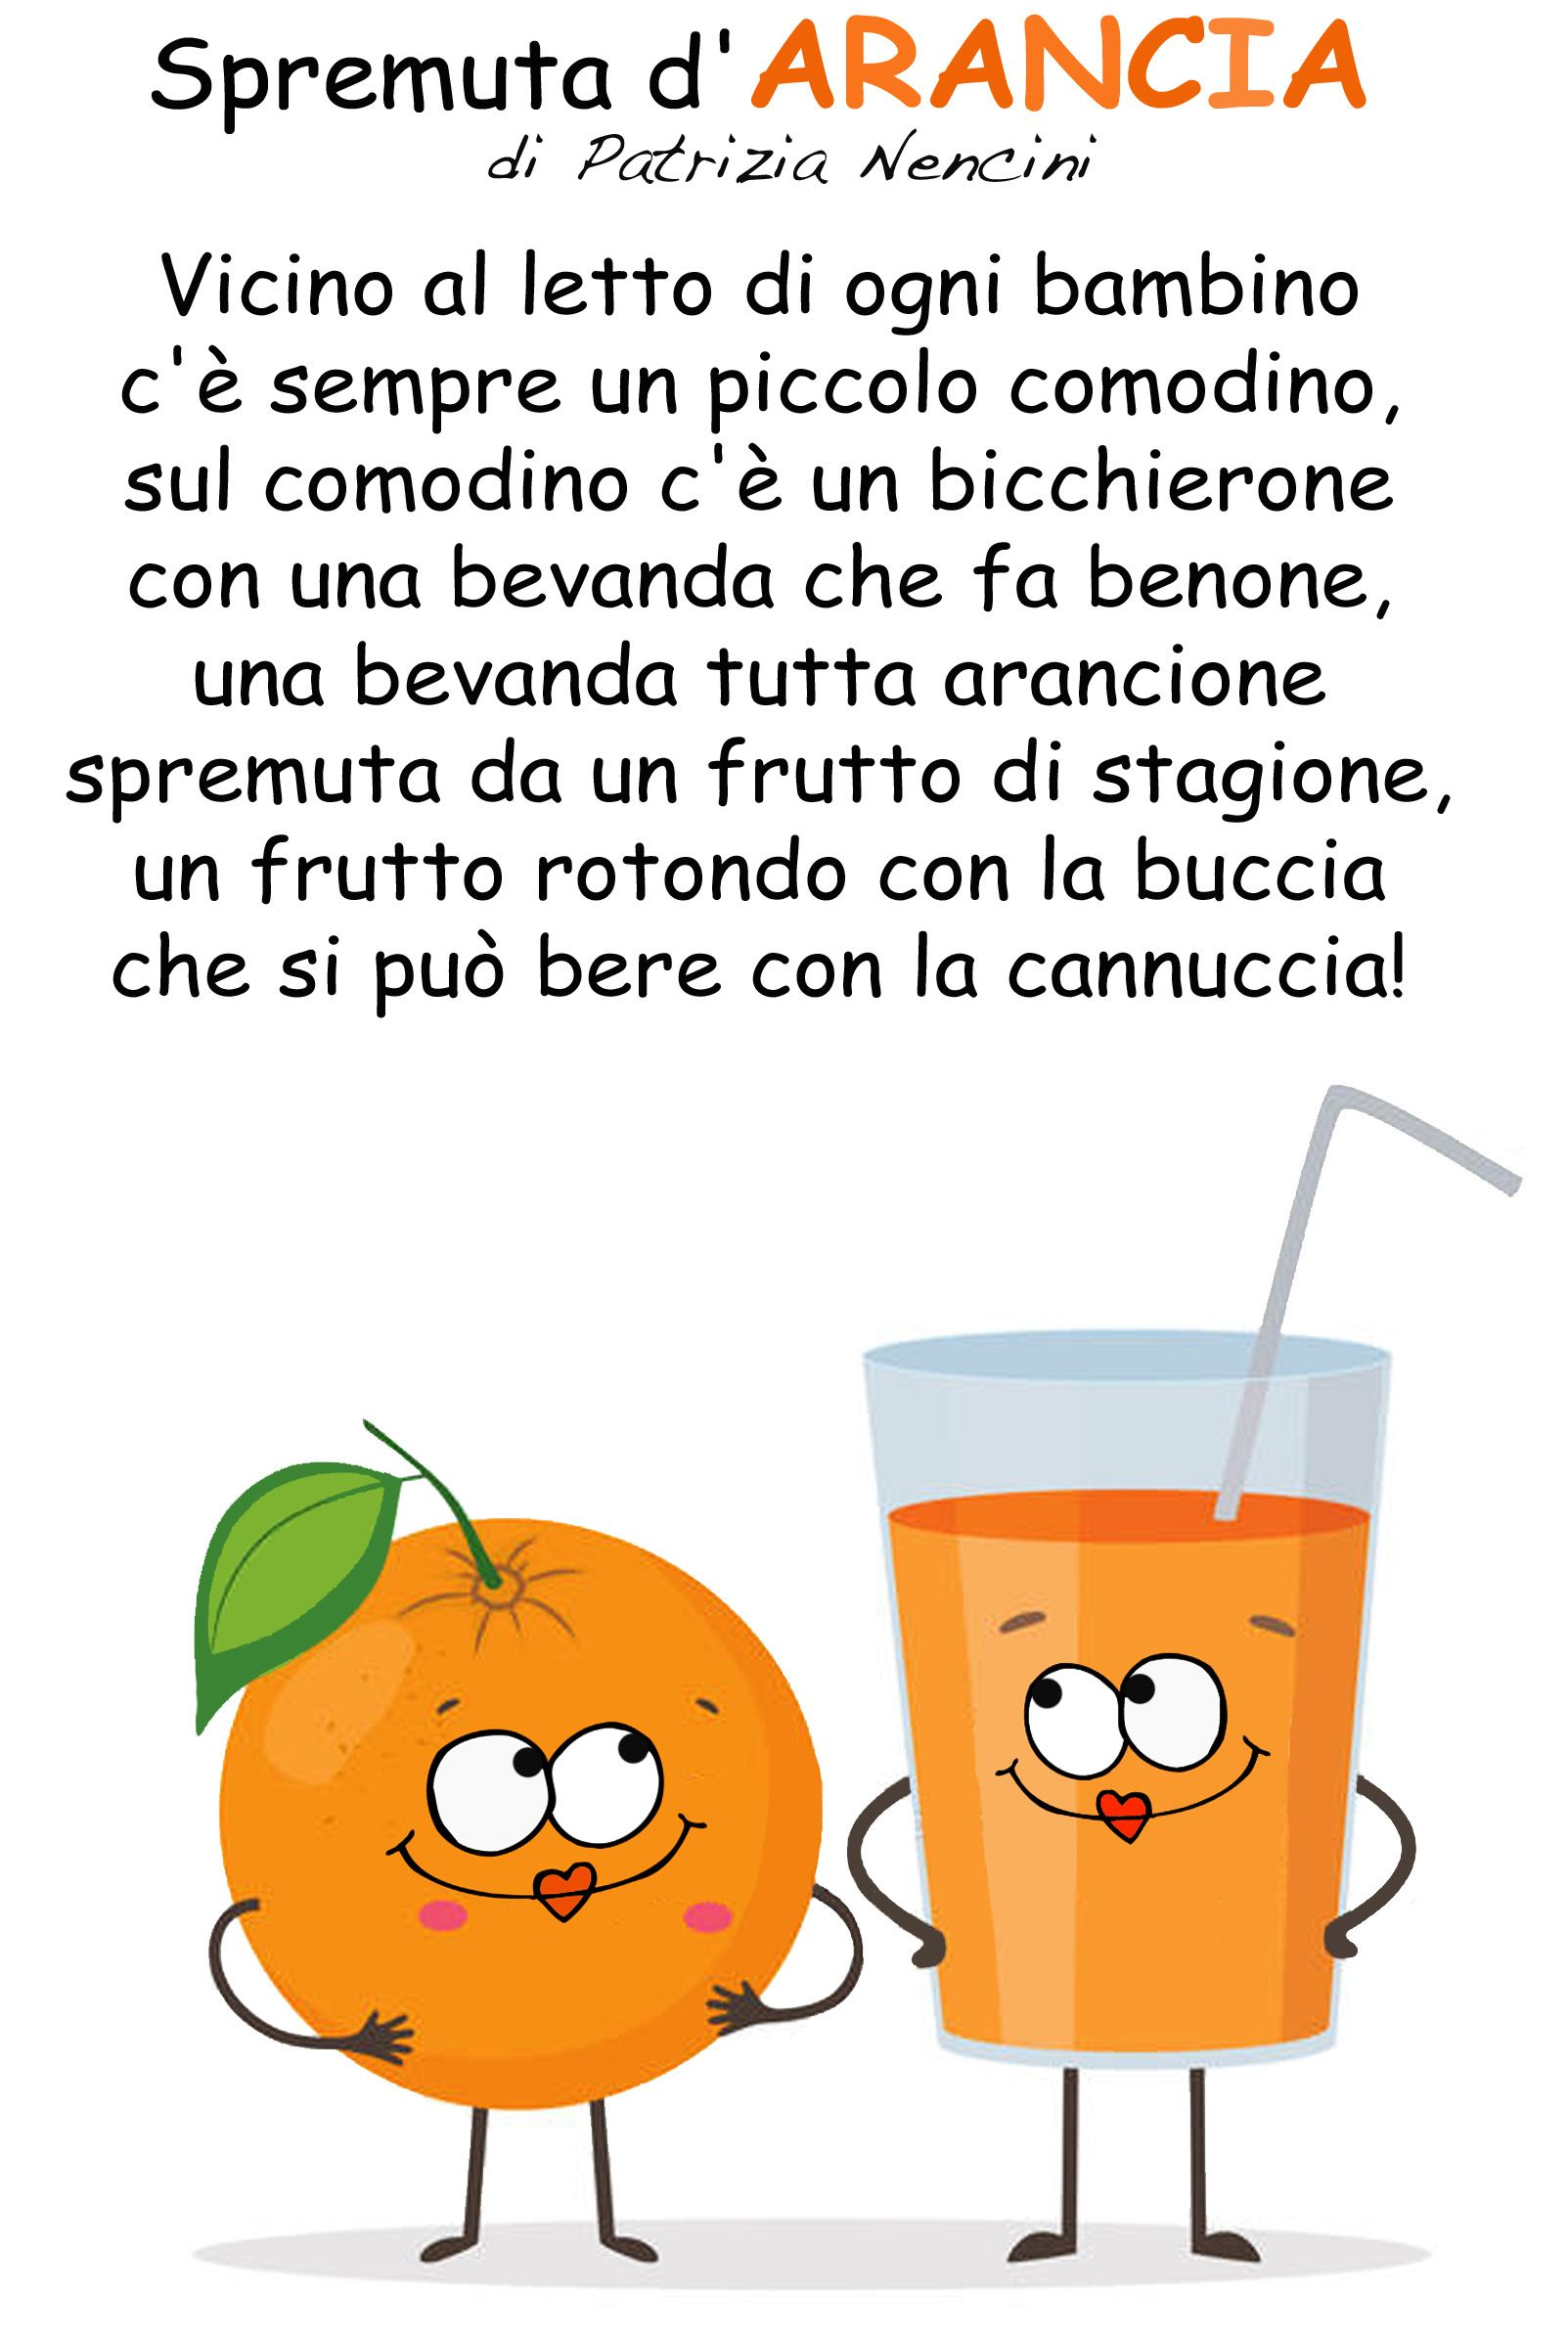 Spremuta d'ARANCIA
di Patrizia Nencini
Vicino al letto di ogni bambino
c'è sempre un piccolo comodino,
sul comodino c'è un bicchierone
con una bevanda che fa benone,
una bevanda tutta arancione
spremuta da un frutto di stagione,
un frutto rotondo con la buccia
che si può bere con la cannuccia!